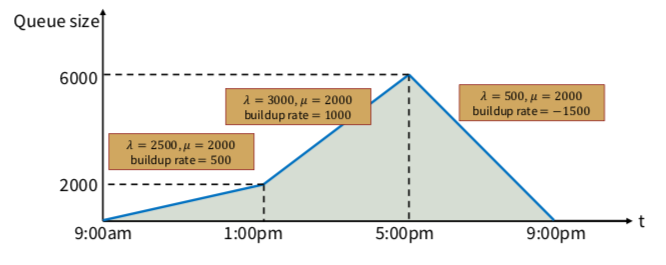 Queue size
6000
λ = 3000, μ = 2000
buildup rate = 1000
λ = 500, μ = 2000
buildup rate = −1500
λ = 2500, μ = 2000
buildup rate = 500
2000
t
9:00am
1:00pm
5:00pm
9:00pm